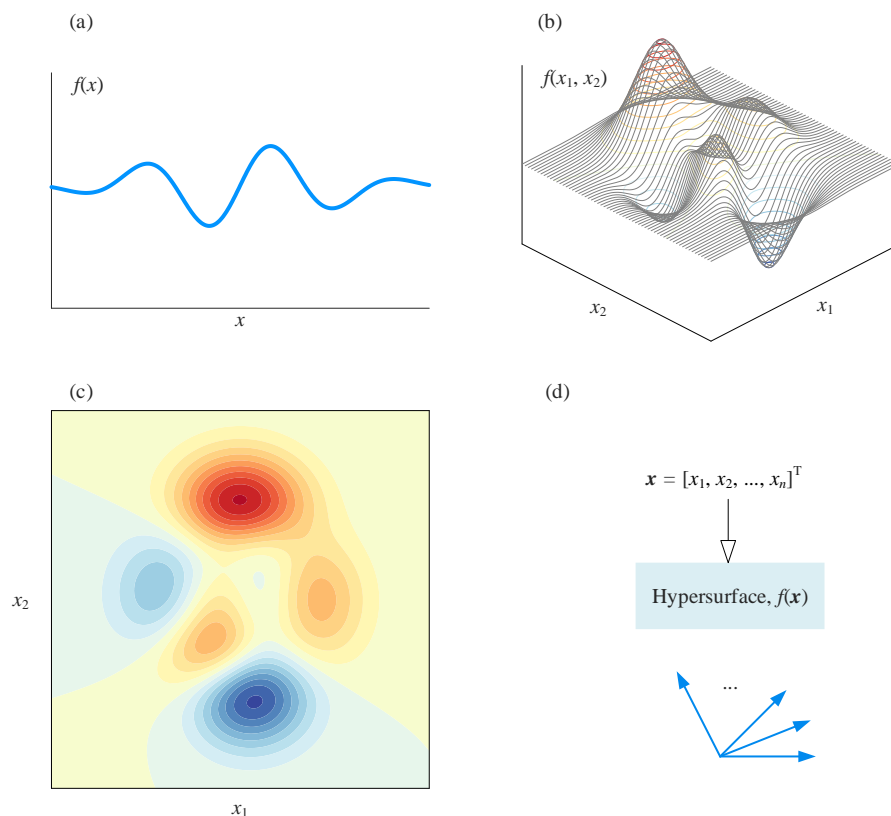 (a)
f(x)
x
(b)
f(x₁, x₂)
x₂
x₁
(c)
x₂
x₁
(d)
x = [x₁, x₂, ..., xₙ]ᵀ
Hypersurface, f(x)
...